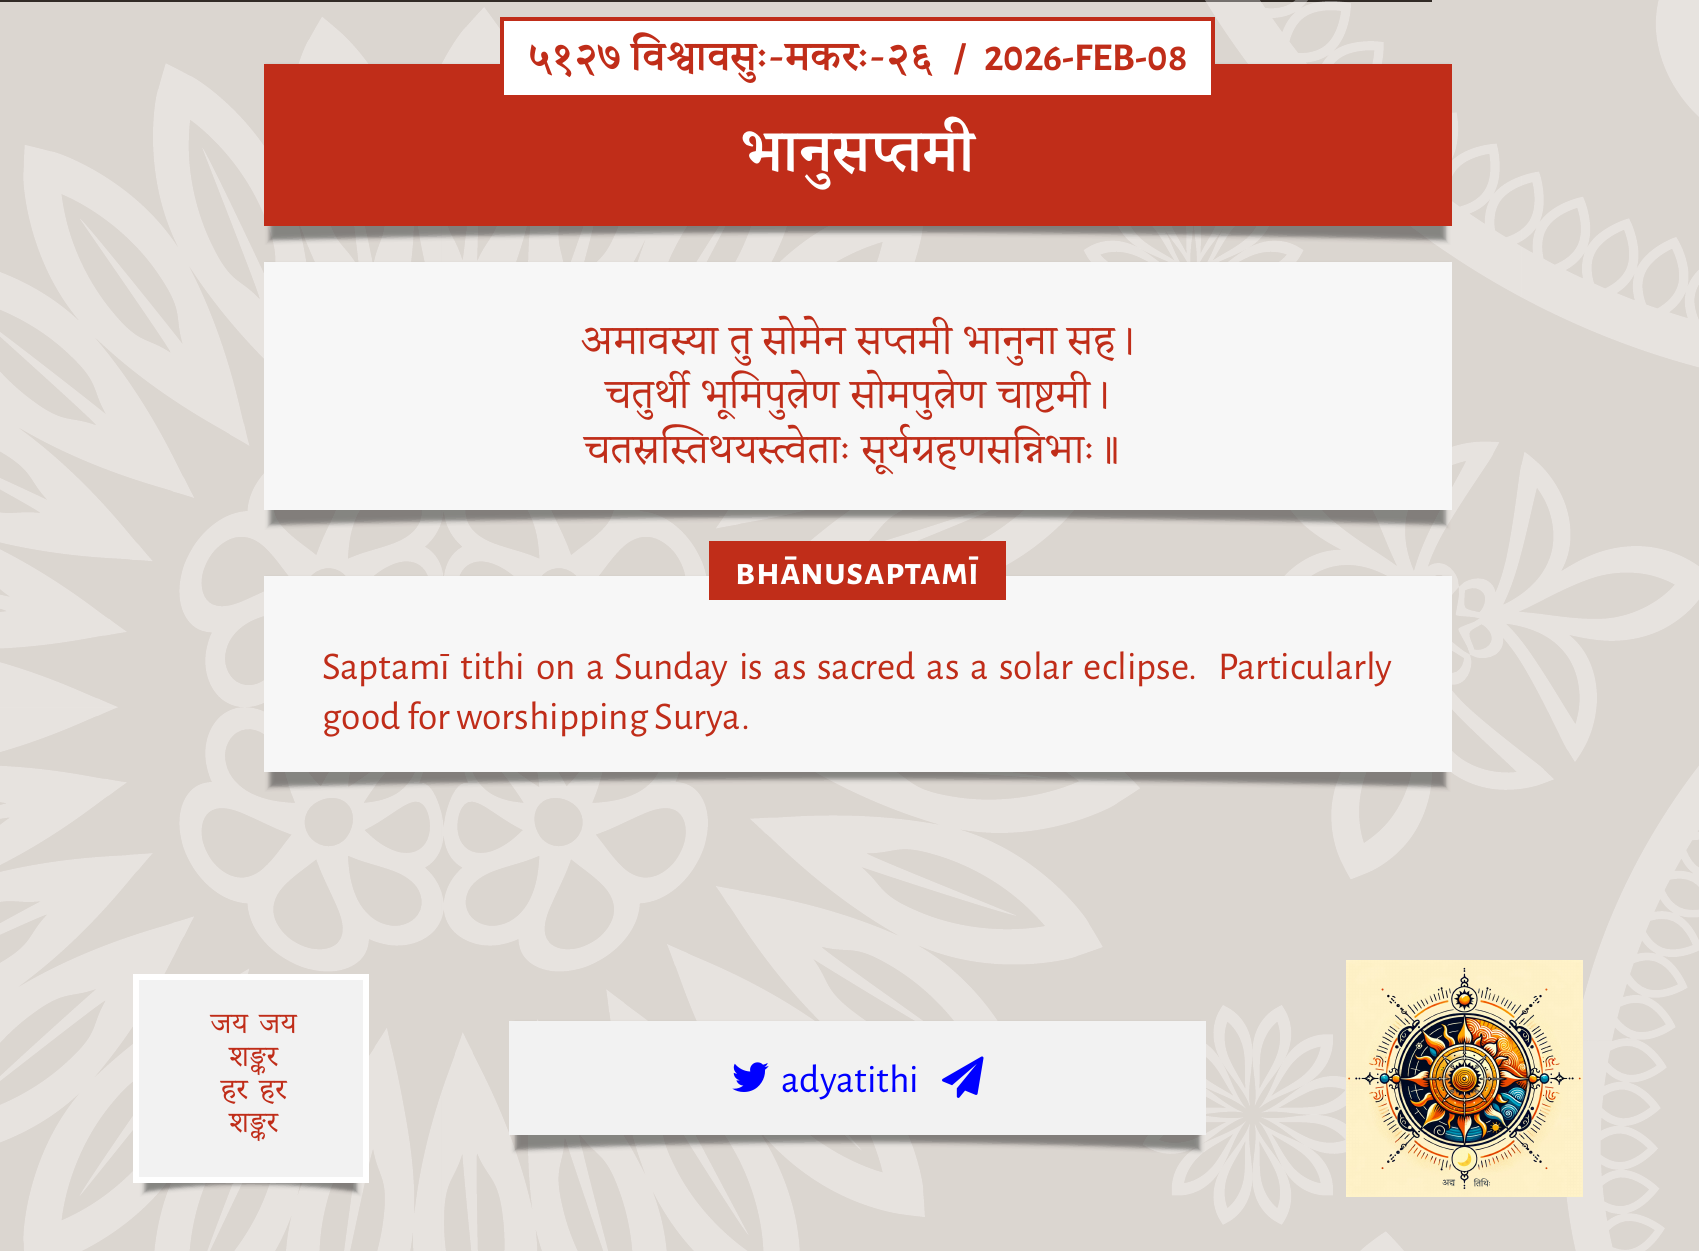 ५१२७ विश्वावसुः-मकरः-२६ / 2026-FEB-08
भानुसप्तमी
अमावस्या तु सोमेन सप्तमी भानुना सह।
चतुर्थी भूमिपुत्रेण सोमपुत्रेण चाष्टमी।
चतस्रस्तिथयस्त्वेताः सूर्यग्रहणसन्निभाः॥
BHĀNUSAPTAMĪ
Saptamī tithi on a Sunday is as sacred as a solar eclipse. Particularly
good for worshipping Surya.
जय जय
शङ्कर
हर हर
शङ्कर
adyatithi
अद्य तिथिः